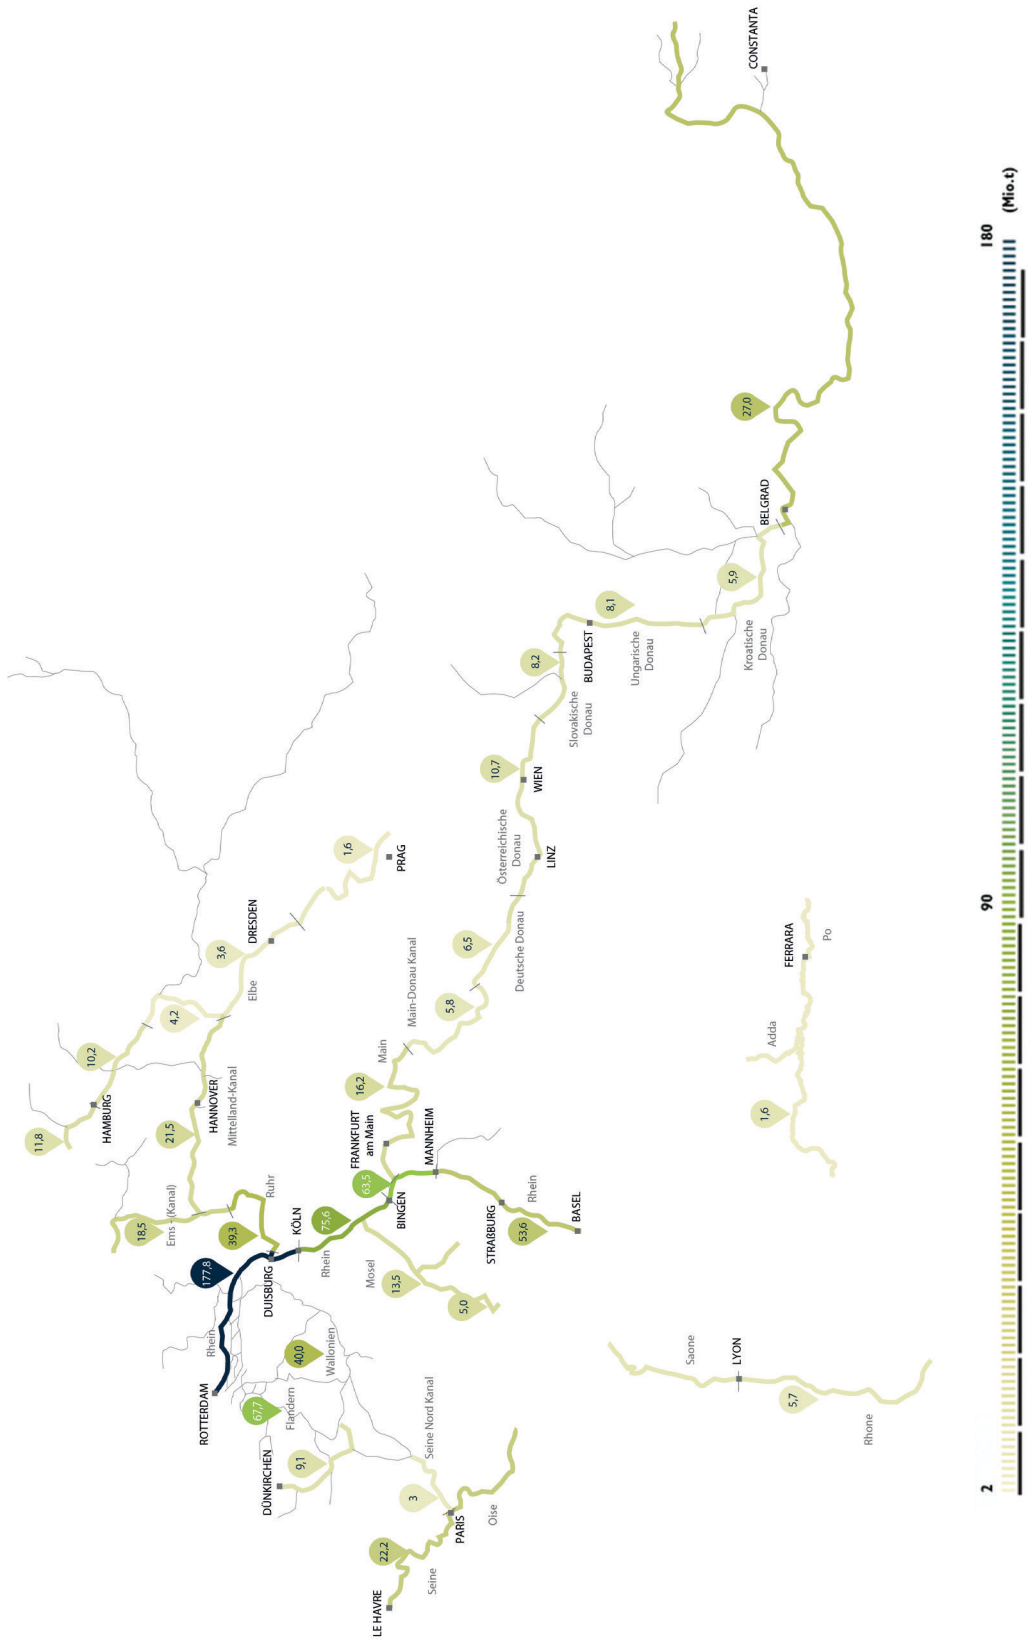 11,8
HAMBURG
10,2
4,2
3,6
DRESDEN
Elbe
1,6
PRAG
18,5
Ems - (Kanal)
21,5
HANNOVER
Mittelland-Kanal
39,3
Ruhr
177,8
ROTTERDAM
Rhein
DUISBURG
KÖLN
Rhein
75,6
BINGEN
63,5
FRANKFURT
am Main
MANNHEIM
16,2
Main
Main-Donau Kanal
5,8
6,5
Deutsche Donau
Österreichische
Donau
LINZ
10,7
WIEN
Slovakische
Donau
8,2
BUDAPEST
8,1
Ungarische
Donau
5,9
Kroatische
Donau
BELGRAD
27,0
CONSTANTA
Mosel
13,5
5,0
STRAßBURG
Rhein
53,6
BASEL
67,7
Flandern
40,0
Wallonien
DÜNKIRCHEN
9,1
Seine Nord Kanal
3
PARIS
Oise
22,2
LE HAVRE
Seine
Saone
LYON
5,7
Rhone
1,6
Adda
FERRARA
Po
2
90
180
(Mio.t)